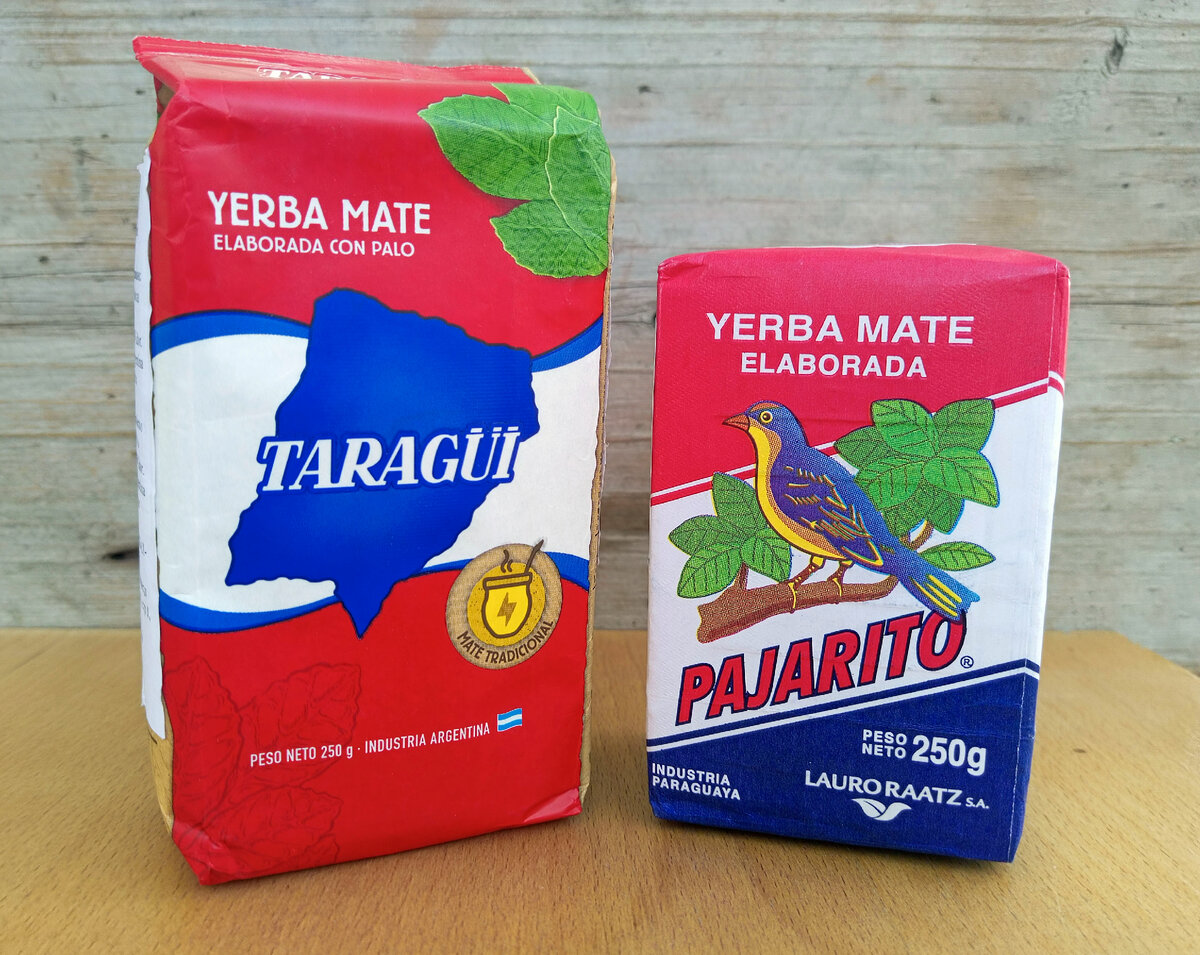 YERBA MATE
ELABORADA CON PALO
TARAGÜÏ
MATE TRADICIONAL
PESO NETO 250 g · INDUSTRIA ARGENTINA
YERBA MATE
ELABORADA
PAJARITO®
PESO
NETO 250g
INDUSTRIA
PARAGUAYA
LAURO RAATZ S.A.